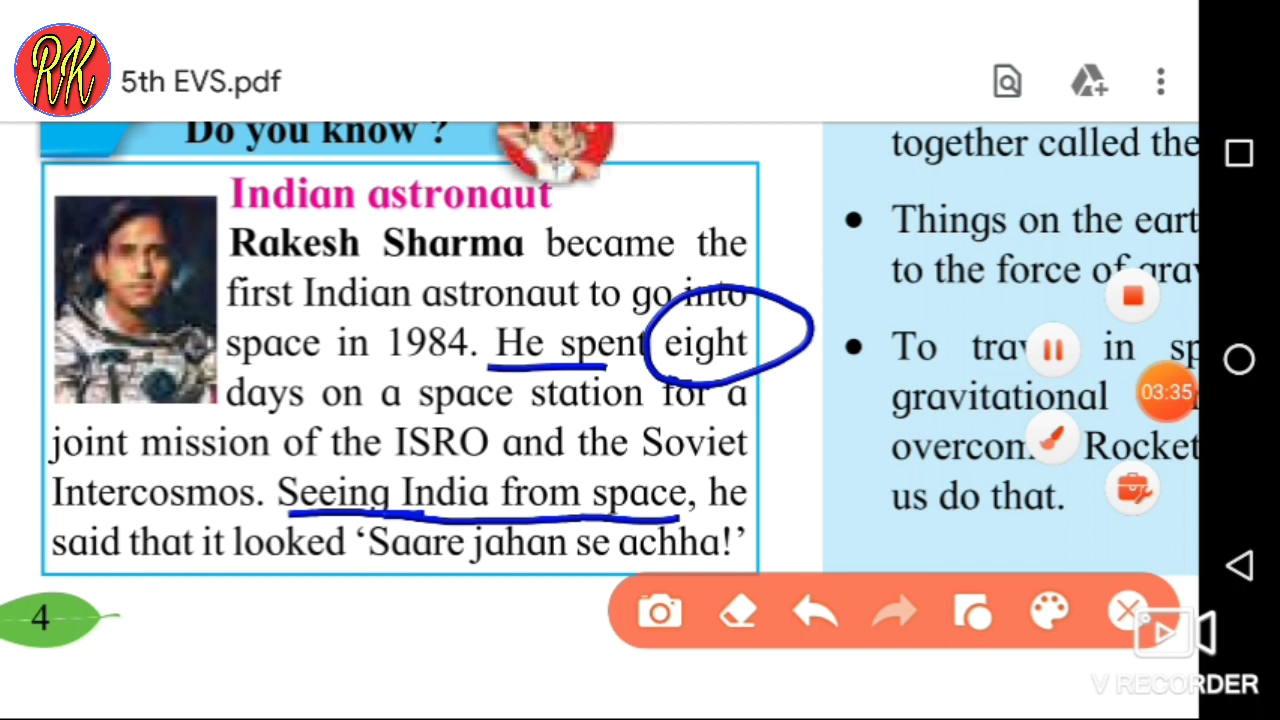 RK
5th EVS.pdf
Do you know ?
Indian astronaut
Rakesh Sharma became the
first Indian astronaut to go into
space in 1984. He spent eight
days on a space station for a
joint mission of the ISRO and the Soviet
Intercosmos. Seeing India from space, he
said that it looked ‘Saare jahan se achha!’
4
together called the
Things on the eart
to the force of grav
To trav in sp
gravitational
overcom Rocket
us do that.
03:35
V RECORDER